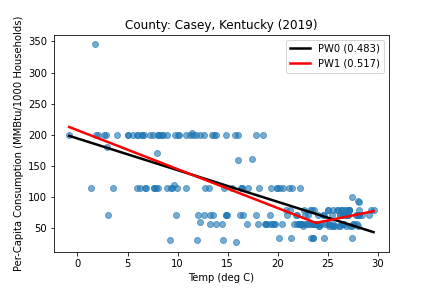 County: Casey, Kentucky (2019)
Per-Capita Consumption (MMBtu/1000 Households)
350
300
250
200
150
100
50
PW0 (0.483)
PW1 (0.517)
0
5
10
15
20
25
30
Temp (deg C)